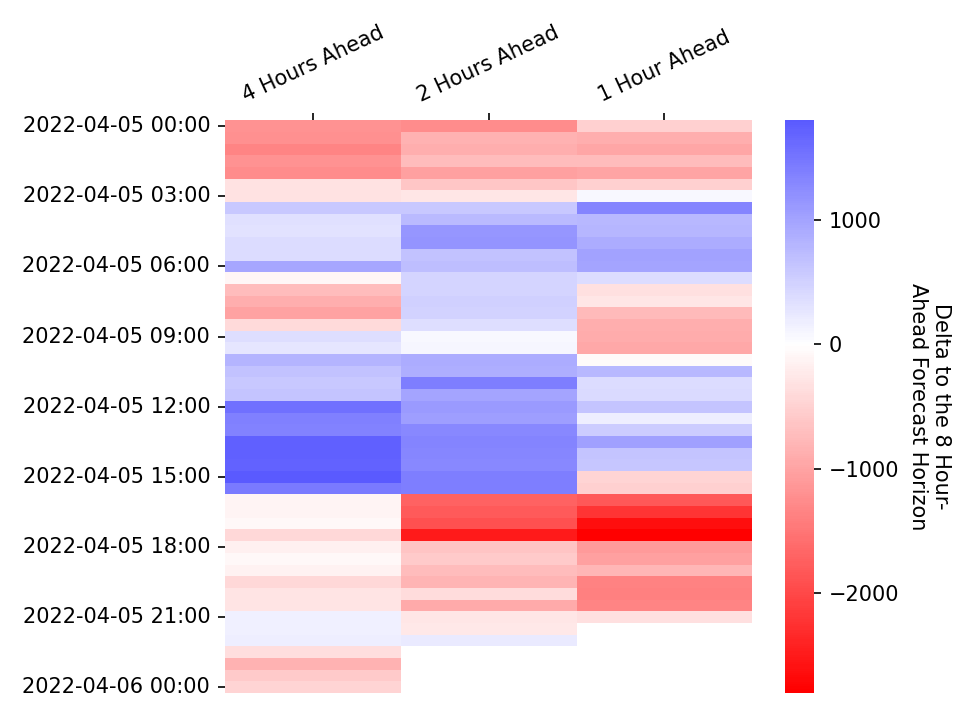 4 Hours Ahead
2 Hours Ahead
1 Hour Ahead
2022-04-05 00:00
2022-04-05 03:00
2022-04-05 06:00
2022-04-05 09:00
2022-04-05 12:00
2022-04-05 15:00
2022-04-05 18:00
2022-04-05 21:00
2022-04-06 00:00
1000
0
−1000
−2000
Delta to the 8 Hour-
Ahead Forecast Horizon